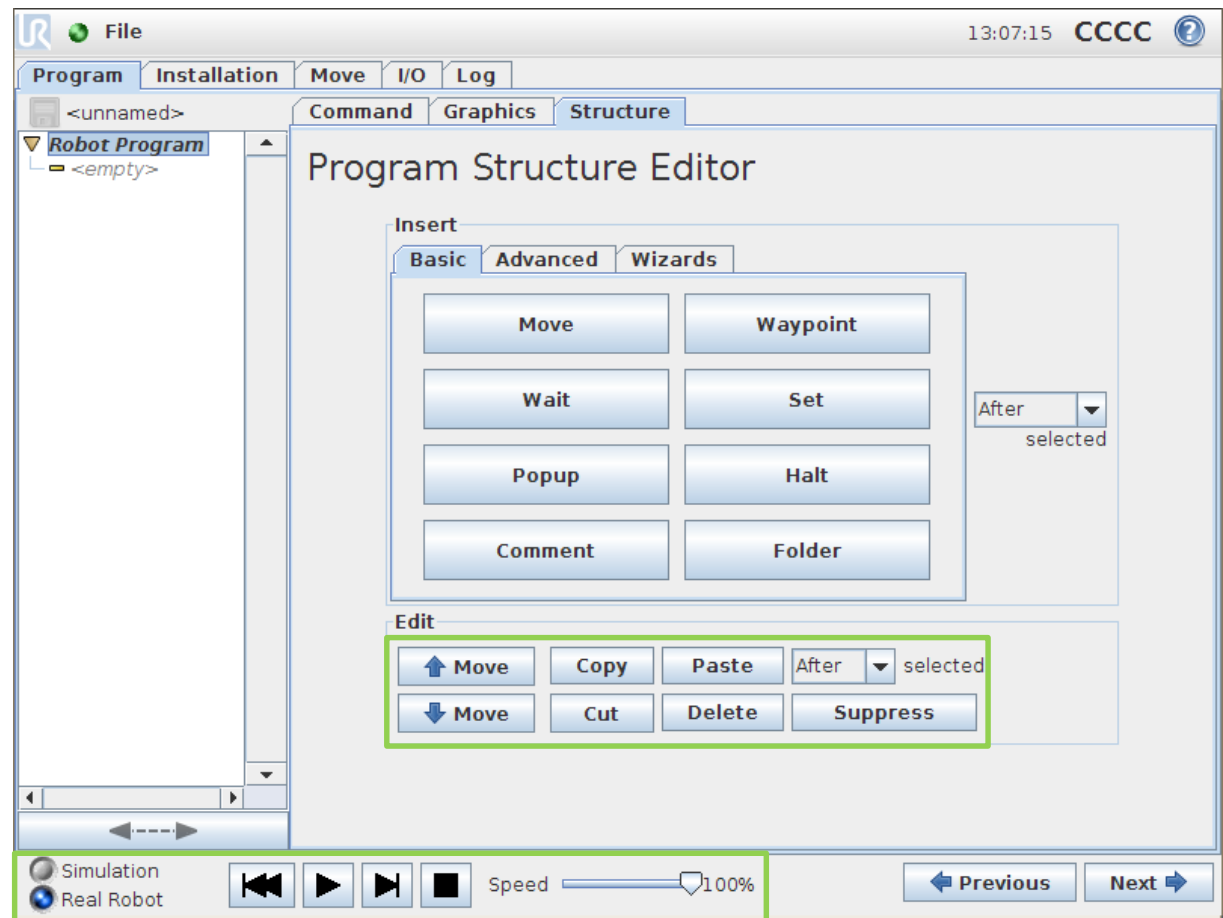 UR File 13:07:15 CCCC ?
Program Installation Move I/O Log
<unnamed> Command Graphics Structure
Robot Program
<empty>
Program Structure Editor
Insert
Basic Advanced Wizards
Move Waypoint
Wait Set
After
selected
Popup Halt
Comment Folder
Edit
Move Copy Paste After selected
Move Cut Delete Suppress
Simulation
Real Robot
Speed 100%
Previous Next